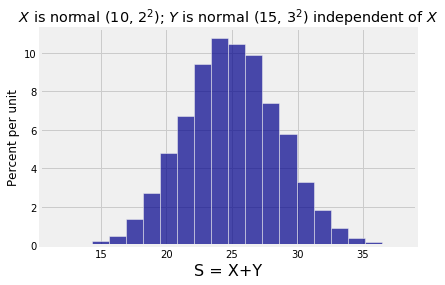 X is normal (10, 2²); Y is normal (15, 3²) independent of X
Percent per unit
10
8
6
4
2
0
15 20 25 30 35
S = X+Y